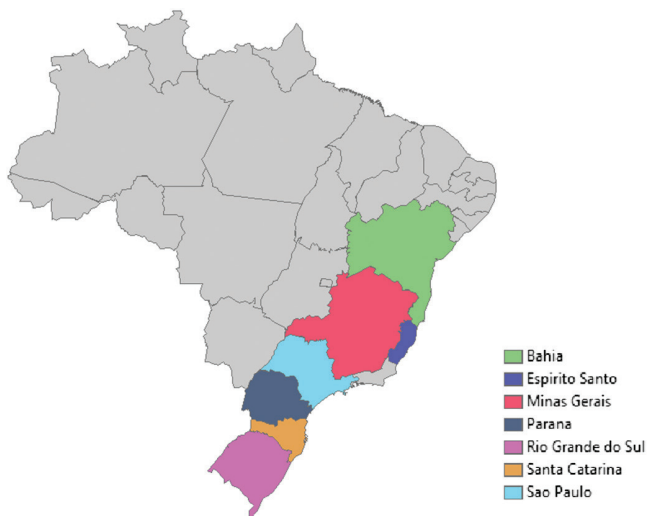 Bahia
Espirito Santo
Minas Gerais
Parana
Rio Grande do Sul
Santa Catarina
Sao Paulo